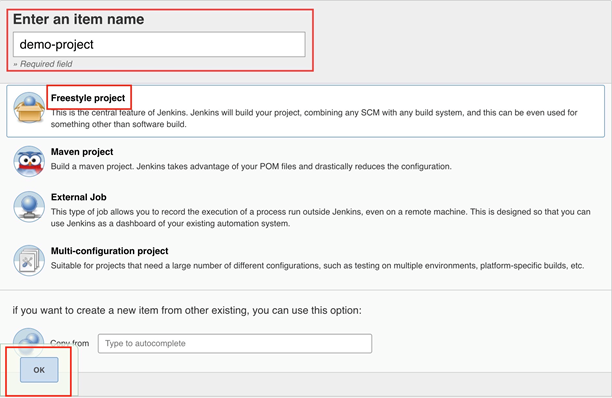 Enter an item name
demo-project
» Required field
Freestyle project
This is the central feature of Jenkins. Jenkins will build your project, combining any SCM with any build system, and this can be even used for
something other than software build.
Maven project
Build a maven project. Jenkins takes advantage of your POM files and drastically reduces the configuration.
External Job
This type of job allows you to record the execution of a process run outside Jenkins, even on a remote machine. This is designed so that you can
use Jenkins as a dashboard of your existing automation system.
Multi-configuration project
Suitable for projects that need a large number of different configurations, such as testing on multiple environments, platform-specific builds, etc.
if you want to create a new item from other existing, you can use this option:
Copy from
Type to autocomplete
OK